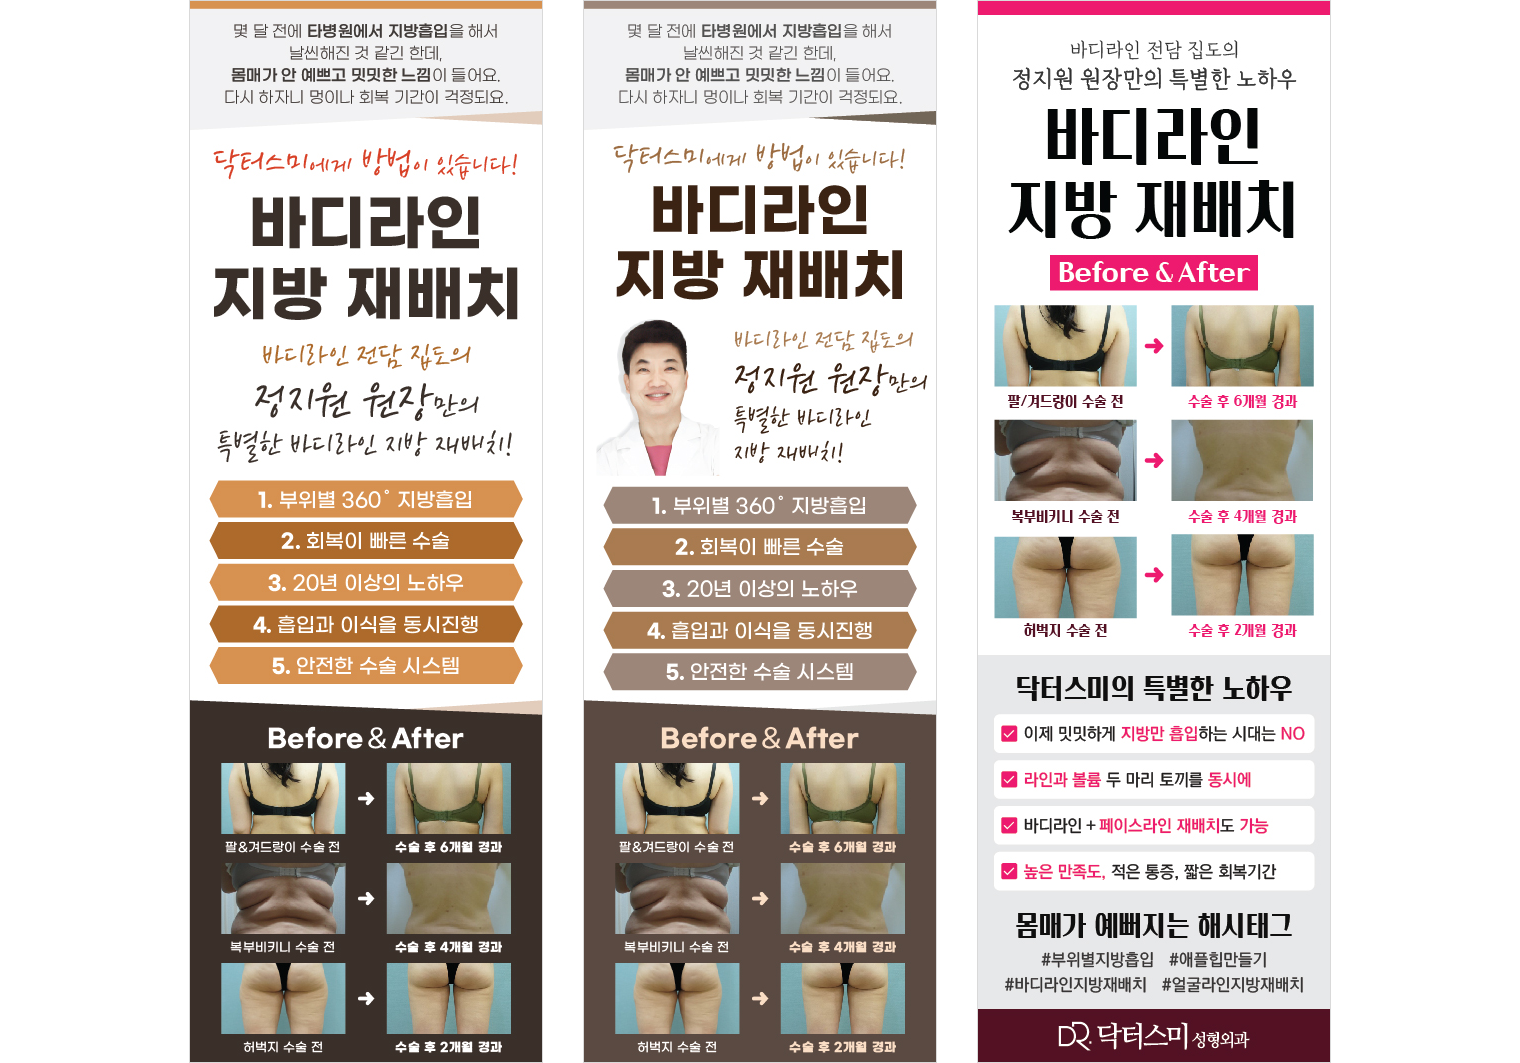 몇 달 전에 타병원에서 지방흡입을 해서
날씬해진 것 같긴 한데,
몸매가 안 예쁘고 밋밋한 느낌이 들어요.
다시 하자니 멍이나 회복 기간이 걱정되요.
닥터스미에게 방법이 있습니다!
바디라인
지방 재배치
바디라인 전담 집도의
정지원 원장만의
특별한 바디라인 지방 재배치!
1. 부위별 360° 지방흡입
2. 회복이 빠른 수술
3. 20년 이상의 노하우
4. 흡입과 이식을 동시진행
5. 안전한 수술 시스템
Before & After
팔&겨드랑이 수술 전
수술 후 6개월 경과
복부비키니 수술 전
수술 후 4개월 경과
허벅지 수술 전
수술 후 2개월 경과
몇 달 전에 타병원에서 지방흡입을 해서
날씬해진 것 같긴 한데,
몸매가 안 예쁘고 밋밋한 느낌이 들어요.
다시 하자니 멍이나 회복 기간이 걱정되요.
닥터스미에게 방법이 있습니다!
바디라인
지방 재배치
바디라인 전담 집도의
정지원 원장만의
특별한 바디라인
지방 재배치!
1. 부위별 360° 지방흡입
2. 회복이 빠른 수술
3. 20년 이상의 노하우
4. 흡입과 이식을 동시진행
5. 안전한 수술 시스템
Before & After
팔&겨드랑이 수술 전
수술 후 6개월 경과
복부비키니 수술 전
수술 후 4개월 경과
허벅지 수술 전
수술 후 2개월 경과
바디라인 전담 집도의
정지원 원장만의 특별한 노하우
바디라인
지방 재배치
Before & After
팔/겨드랑이 수술 전
수술 후 6개월 경과
복부비키니 수술 전
수술 후 4개월 경과
허벅지 수술 전
수술 후 2개월 경과
닥터스미의 특별한 노하우
이제 밋밋하게 지방만 흡입하는 시대는 NO
라인과 볼륨 두 마리 토끼를 동시에
바디라인 + 페이스라인 재배치도 가능
높은 만족도, 적은 통증, 짧은 회복기간
몸매가 예뻐지는 해시태그
#부위별지방흡입 #애플힙만들기
#바디라인지방재배치 #얼굴라인지방재배치
DR. 닥터스미 성형외과